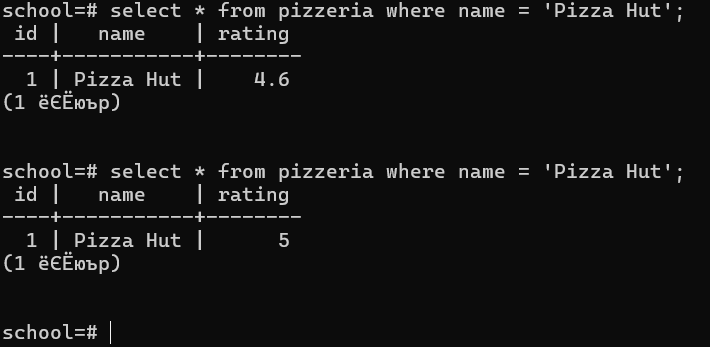 school=# select * from pizzeria where name = 'Pizza Hut';
 id |   name    | rating
----+-----------+--------
  1 | Pizza Hut |    4.6
(1 ёЄЁюър)
school=# select * from pizzeria where name = 'Pizza Hut';
 id |   name    | rating
----+-----------+--------
  1 | Pizza Hut |      5
(1 ёЄЁюър)
school=#